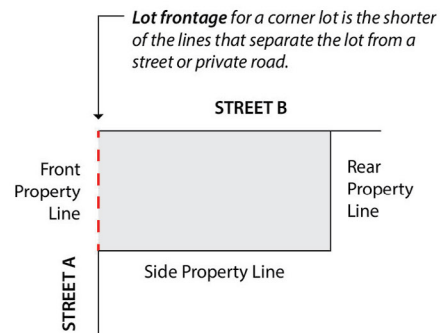 Lot frontage for a corner lot is the shorter
of the lines that separate the lot from a
street or private road.
STREET B
Front
Property
Line
Rear
Property
Line
Side Property Line
STREET A